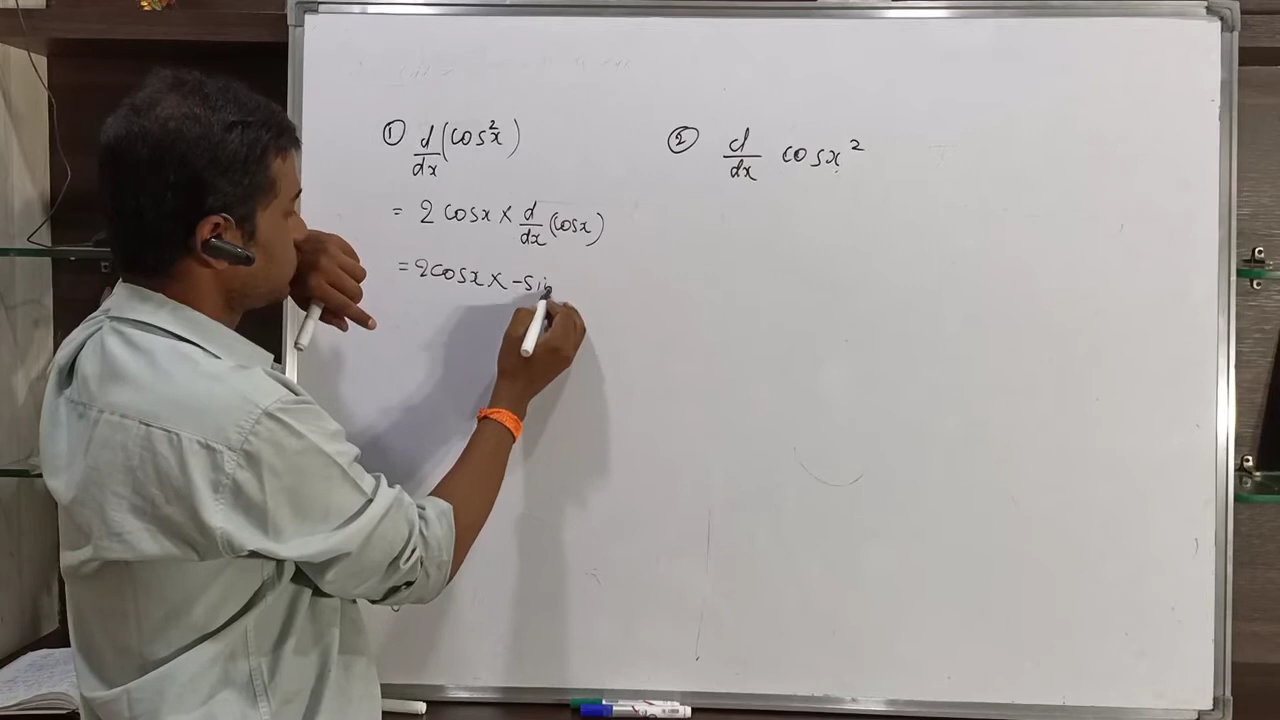 ① d/dx (cos²x)
= 2 cosx × d/dx (cosx)
= 2cosx × -sin
② d/dx cosx²